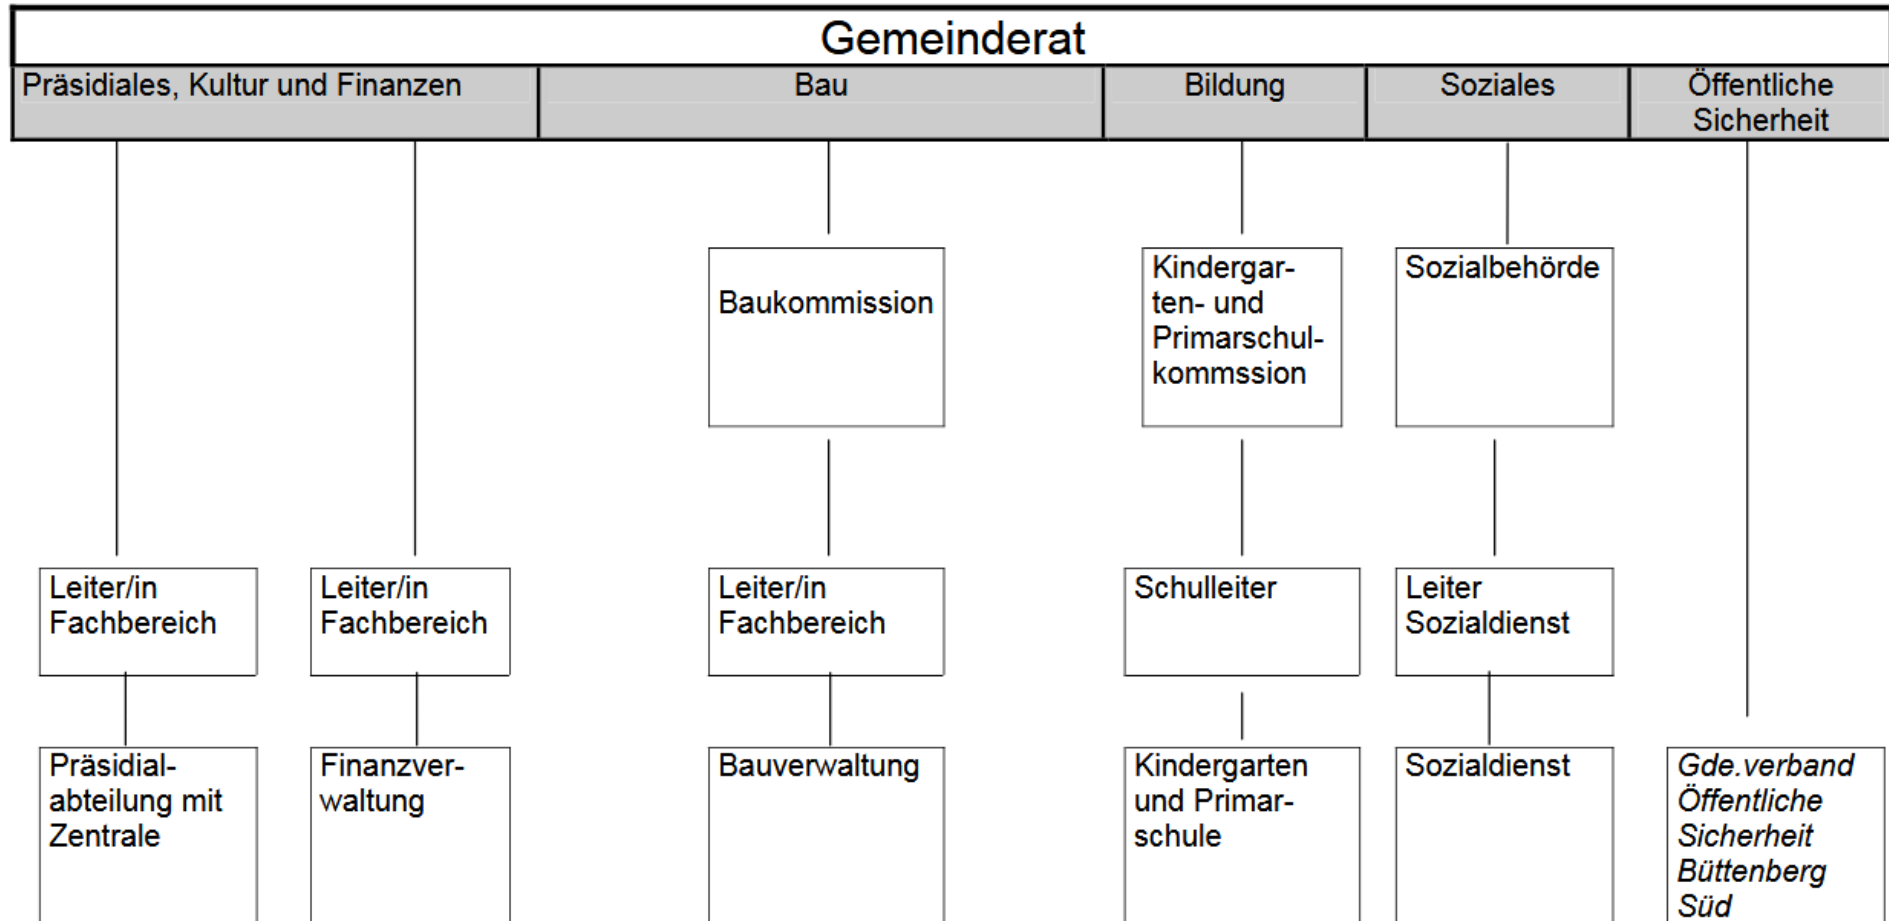 Gemeinderat
Präsidiales, Kultur und Finanzen
Bau
Bildung
Soziales
Öffentliche
Sicherheit
Baukommission
Kindergar-
ten- und
Primarschul-
kommssion
Sozialbehörde
Leiter/in
Fachbereich
Leiter/in
Fachbereich
Leiter/in
Fachbereich
Schulleiter
Leiter
Sozialdienst
Präsidial-
abteilung mit
Zentrale
Finanzver-
waltung
Bauverwaltung
Kindergarten
und Primar-
schule
Sozialdienst
Gde.verband
Öffentliche
Sicherheit
Büttenberg
Süd